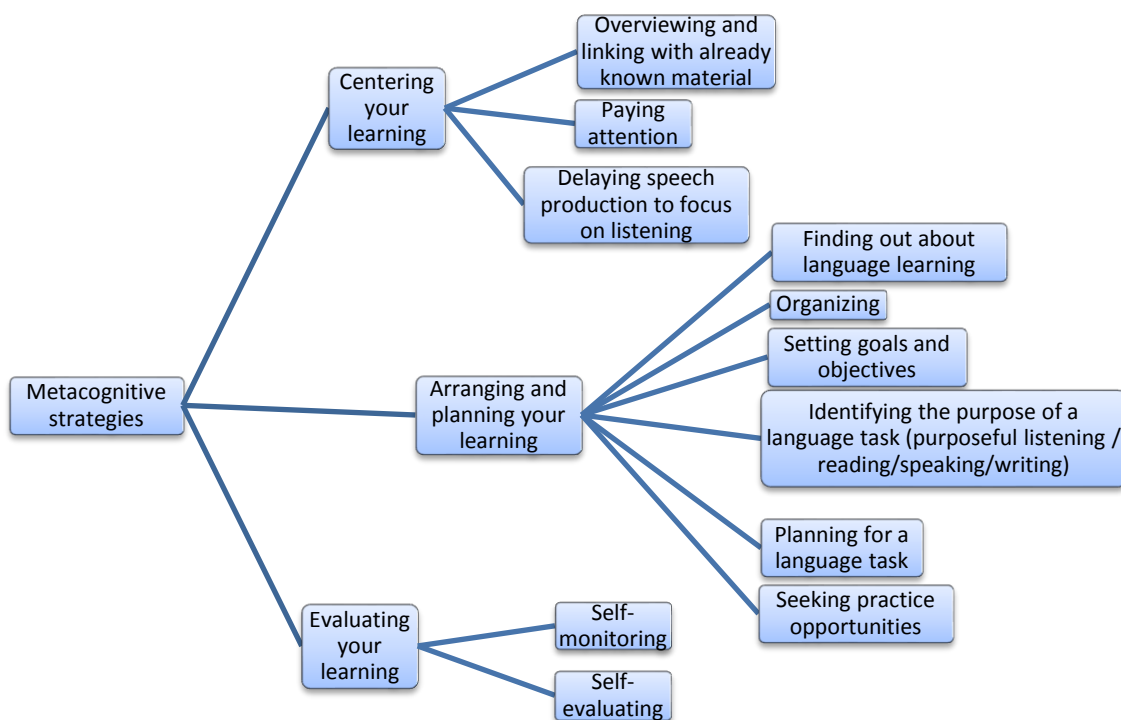 Metacognitive
strategies
Centering
your
learning
Overviewing and
linking with already
known material
Paying
attention
Delaying speech
production to focus
on listening
Arranging and
planning your
learning
Finding out about
language learning
Organizing
Setting goals and
objectives
Identifying the purpose of a
language task (purposeful listening /
reading/speaking/writing)
Planning for a
language task
Seeking practice
opportunities
Evaluating
your
learning
Self-
monitoring
Self-
evaluating